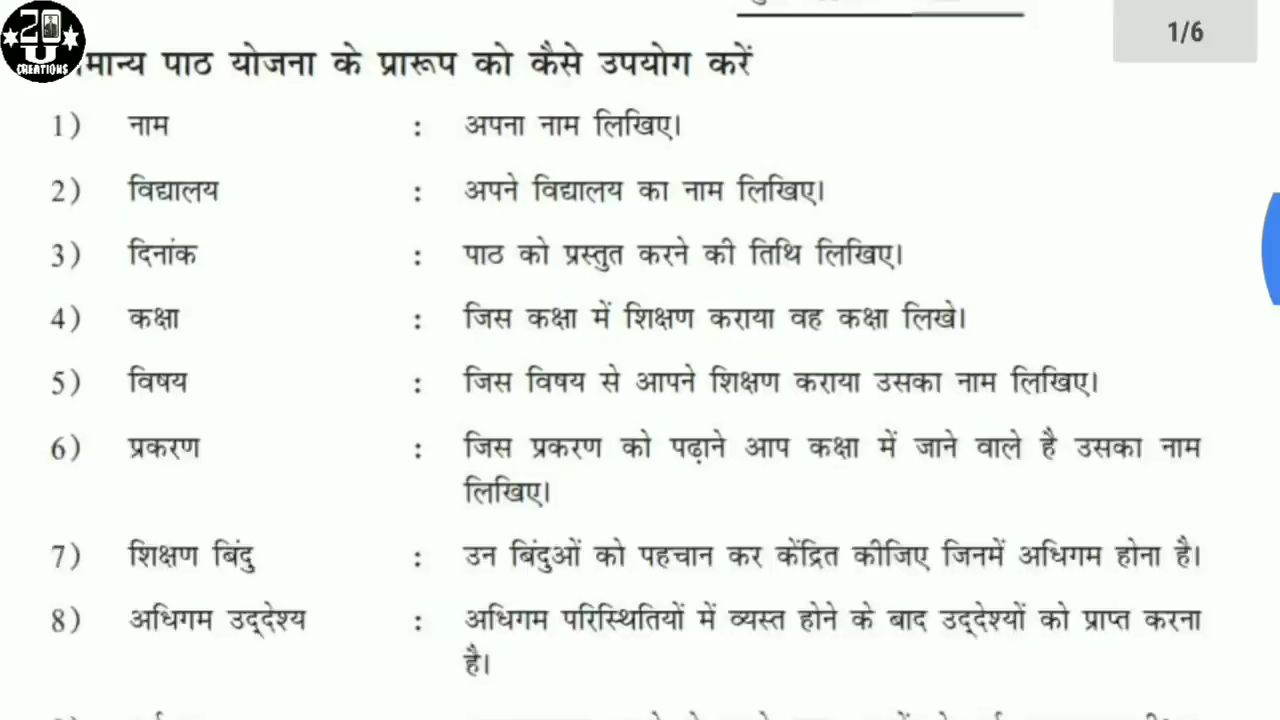 20
U
CREATIONS
1/6
मान्य पाठ योजना के प्रारूप को कैसे उपयोग करें
1) नाम : अपना नाम लिखिए।
2) विद्यालय : अपने विद्यालय का नाम लिखिए।
3) दिनांक : पाठ को प्रस्तुत करने की तिथि लिखिए।
4) कक्षा : जिस कक्षा में शिक्षण कराया वह कक्षा लिखे।
5) विषय : जिस विषय से आपने शिक्षण कराया उसका नाम लिखिए।
6) प्रकरण : जिस प्रकरण को पढ़ाने आप कक्षा में जाने वाले है उसका नाम
लिखिए।
7) शिक्षण बिंदु : उन बिंदुओं को पहचान कर केंद्रित कीजिए जिनमें अधिगम होना है।
8) अधिगम उद्‌देश्य : अधिगम परिस्थितियों में व्यस्त होने के बाद उद्‌देश्यों को प्राप्त करना
है।